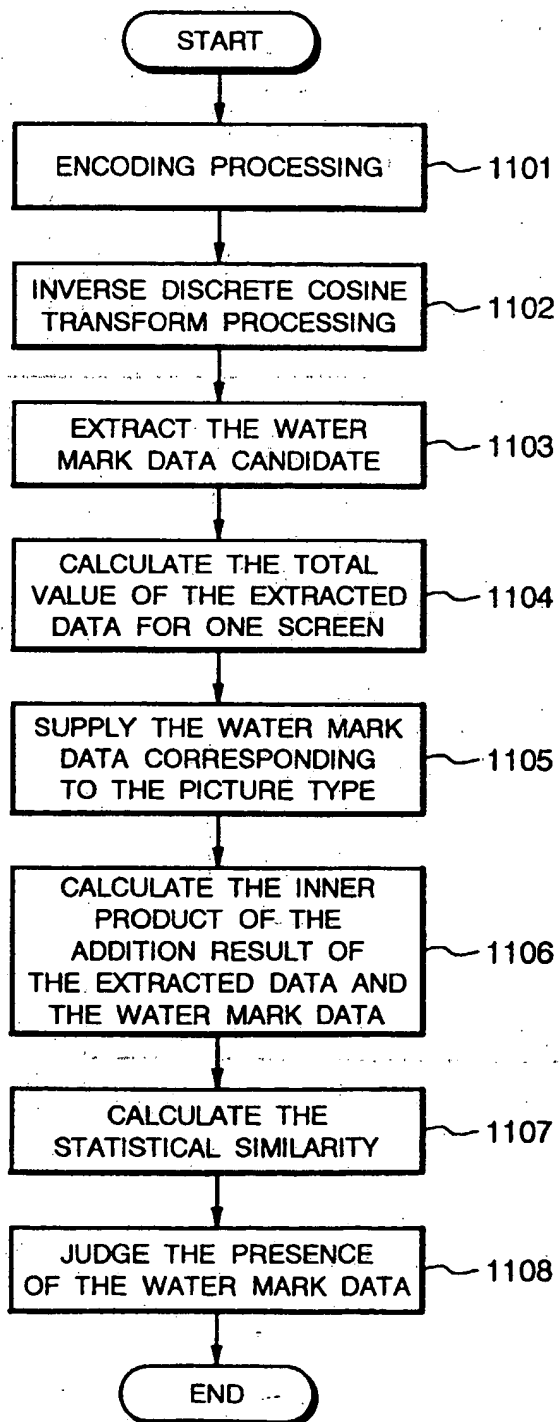 START
ENCODING PROCESSING
1101
INVERSE DISCRETE COSINE
TRANSFORM PROCESSING
1102
EXTRACT THE WATER
MARK DATA CANDIDATE
1103
CALCULATE THE TOTAL
VALUE OF THE EXTRACTED
DATA FOR ONE SCREEN
1104
SUPPLY THE WATER MARK
DATA CORRESPONDING
TO THE PICTURE TYPE
1105
CALCULATE THE INNER
PRODUCT OF THE
ADDITION RESULT OF
THE EXTRACTED DATA AND
THE WATER MARK DATA
1106
CALCULATE THE
STATISTICAL SIMILARITY
1107
JUDGE THE PRESENCE
OF THE WATER MARK DATA
1108
END